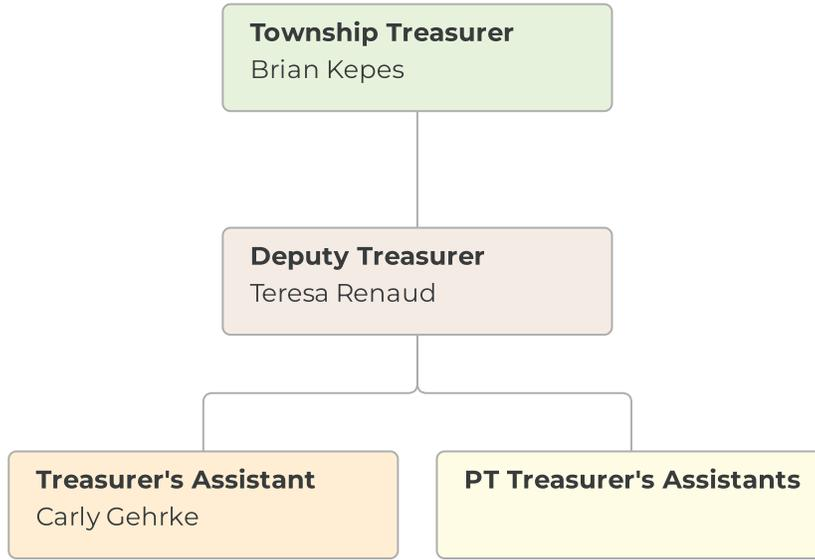 Township Treasurer
Brian Kepes
Deputy Treasurer
Teresa Renaud
Treasurer's Assistant
Carly Gehrke
PT Treasurer's Assistants